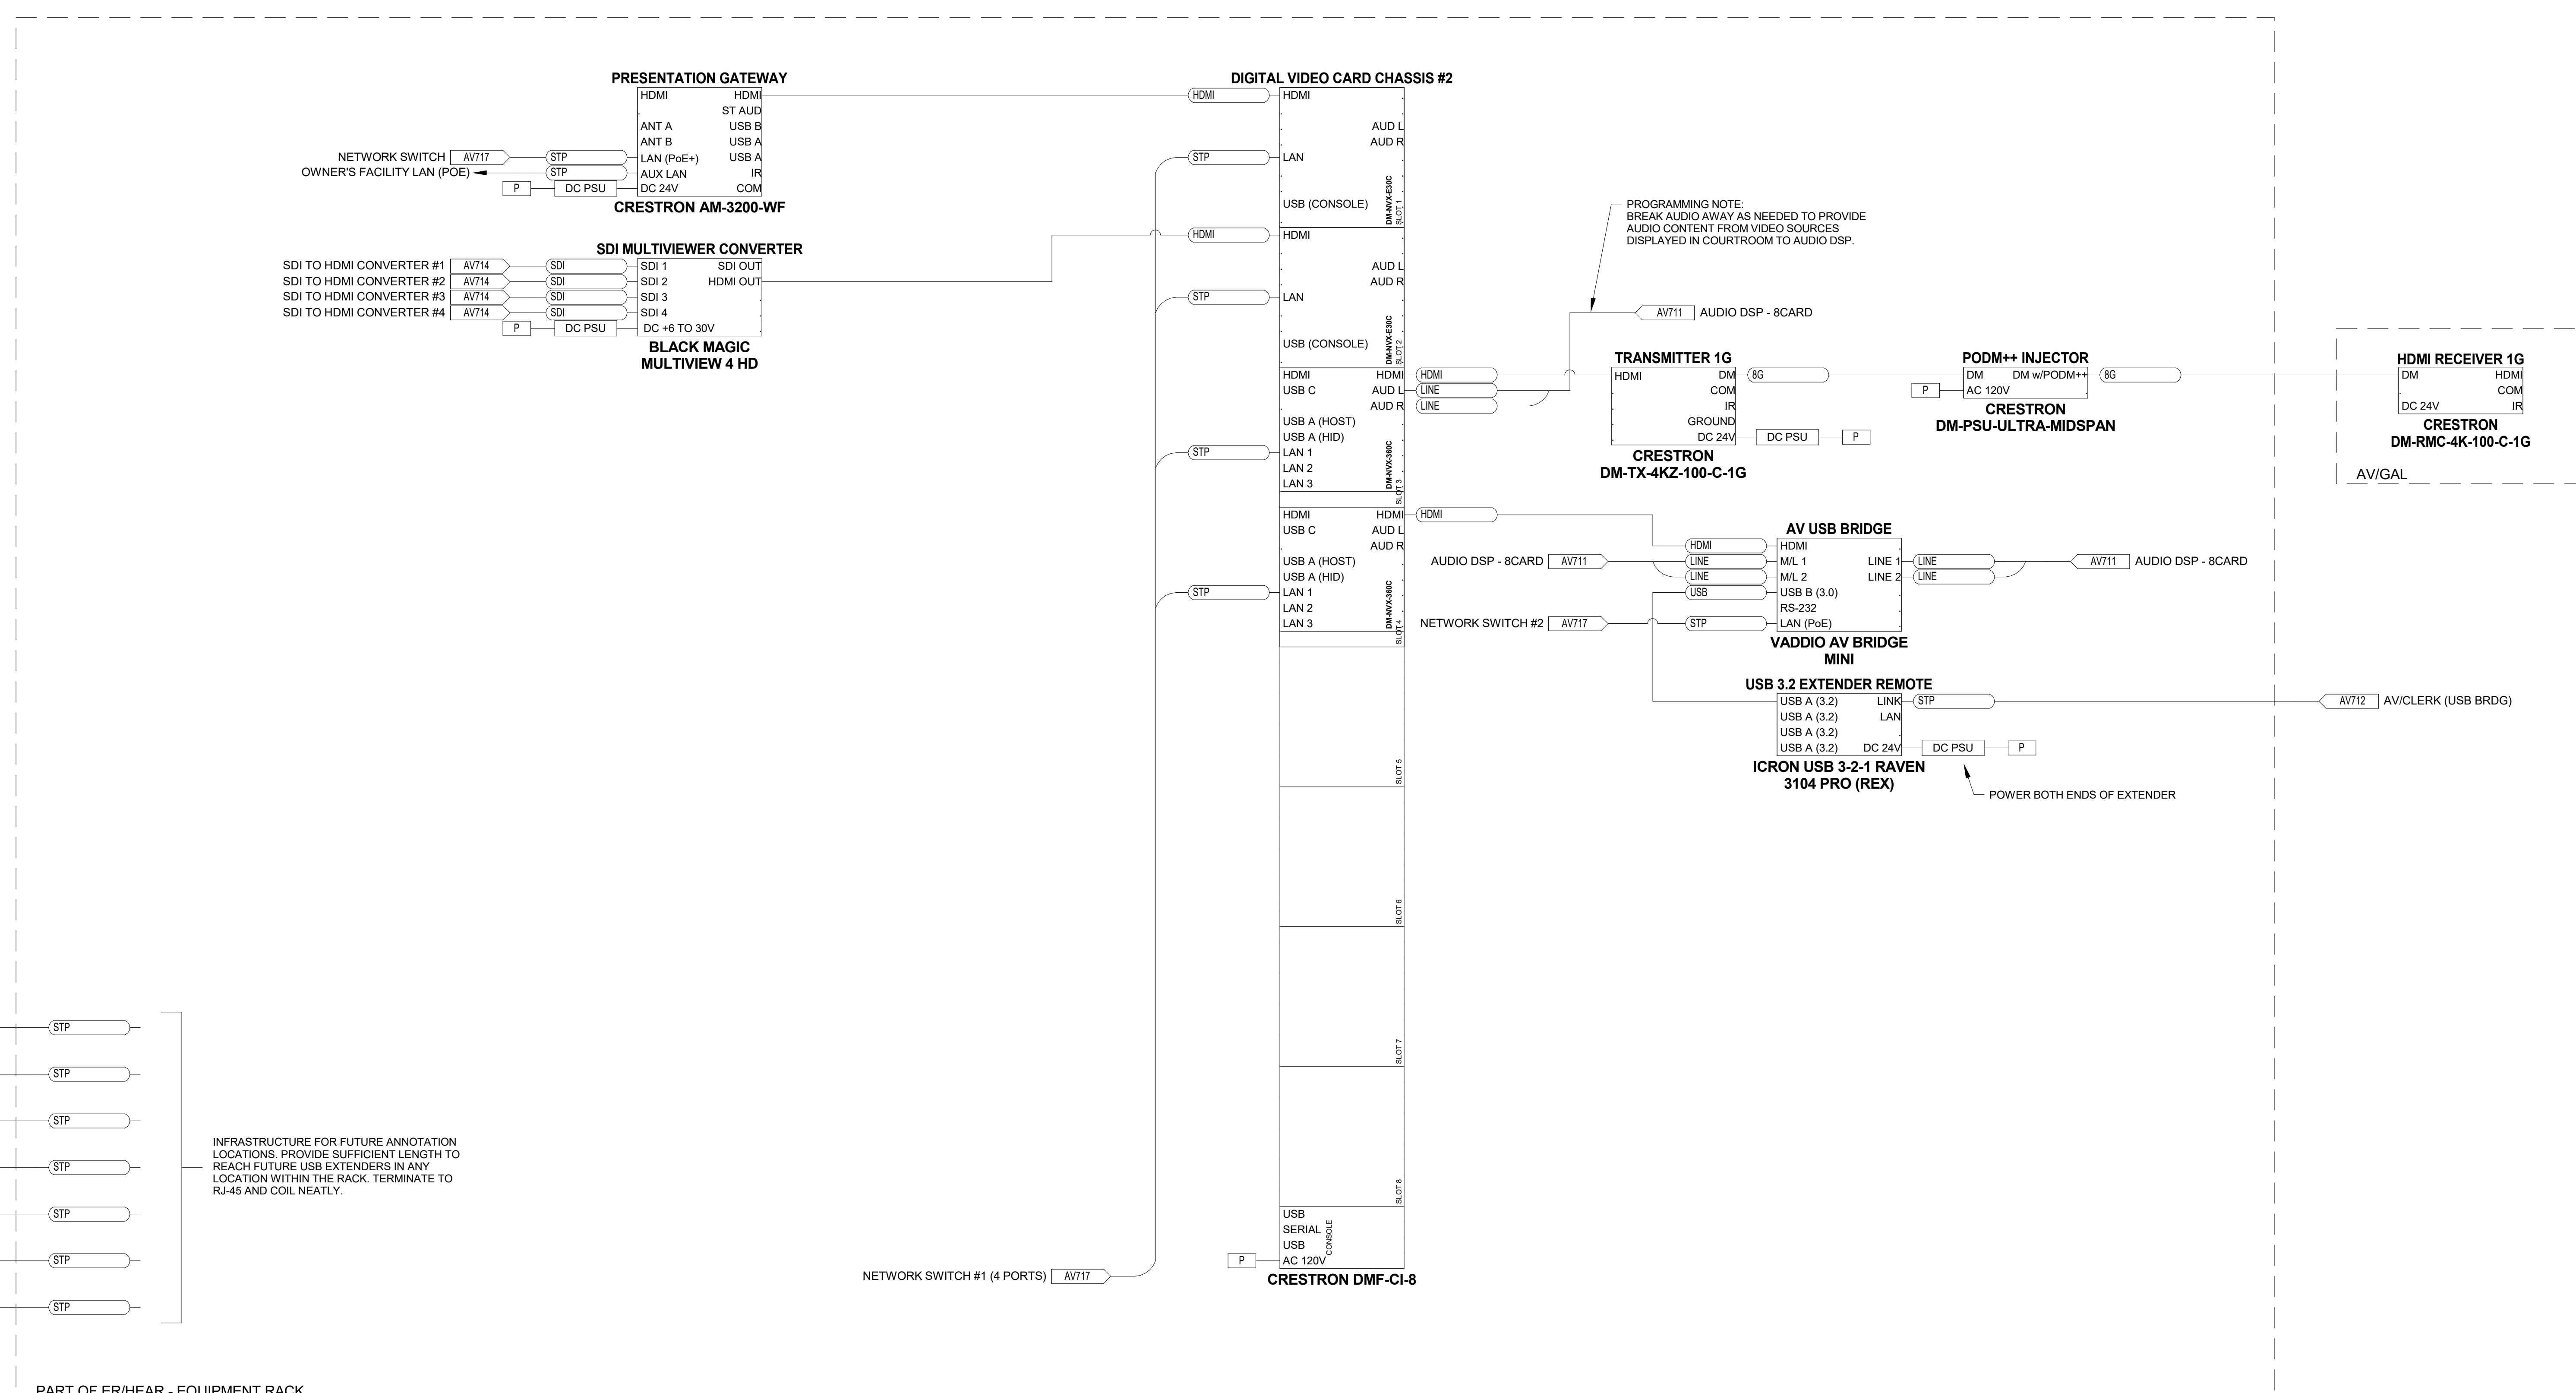 PRESENTATION GATEWAY
HDMI HDMI
ST AUD
ANT A USB B
ANT B USB A
NETWORK SWITCH AV717 STP LAN (PoE+) USB A
OWNER'S FACILITY LAN (POE) STP AUX LAN IR
P DC PSU DC 24V COM
CRESTRON AM-3200-WF
SDI MULTIVIEWER CONVERTER
SDI TO HDMI CONVERTER #1 AV714 SDI SDI 1 SDI OUT
SDI TO HDMI CONVERTER #2 AV714 SDI SDI 2 HDMI OUT
SDI TO HDMI CONVERTER #3 AV714 SDI SDI 3
SDI TO HDMI CONVERTER #4 AV714 SDI SDI 4
P DC PSU DC +6 TO 30V
BLACK MAGIC
MULTIVIEW 4 HD
DIGITAL VIDEO CARD CHASSIS #2
HDMI HDMI
AUD L
AUD R
STP LAN
USB (CONSOLE)
DM-NVX-E30C
SLOT 1
HDMI HDMI
AUD L
AUD R
STP LAN
USB (CONSOLE)
DM-NVX-E30C
SLOT 2
HDMI HDMI HDMI
USB C AUD L LINE
AUD R LINE
USB A (HOST)
USB A (HID)
STP LAN 1
LAN 2
LAN 3
DM-NVX-360C
SLOT 3
HDMI HDMI HDMI
USB C AUD L
AUD R
USB A (HOST)
USB A (HID)
STP LAN 1
LAN 2
LAN 3
DM-NVX-360C
SLOT 4
SLOT 5
SLOT 6
SLOT 7
SLOT 8
USB
SERIAL
USB
CONSOLE
P AC 120V
CRESTRON DMF-CI-8
NETWORK SWITCH #1 (4 PORTS) AV717
PROGRAMMING NOTE:
BREAK AUDIO AWAY AS NEEDED TO PROVIDE
AUDIO CONTENT FROM VIDEO SOURCES
DISPLAYED IN COURTROOM TO AUDIO DSP.
AV711 AUDIO DSP - 8CARD
TRANSMITTER 1G
HDMI DM 8G
COM
IR
GROUND
DC 24V DC PSU P
CRESTRON
DM-TX-4KZ-100-C-1G
PODM++ INJECTOR
DM DM w/PODM++ 8G
P AC 120V
CRESTRON
DM-PSU-ULTRA-MIDSPAN
HDMI RECEIVER 1G
DM HDMI
COM
DC 24V IR
CRESTRON
DM-RMC-4K-100-C-1G
AV/GAL
AV USB BRIDGE
HDMI HDMI
AUDIO DSP - 8CARD AV711 LINE M/L 1 LINE 1 LINE AV711 AUDIO DSP - 8CARD
LINE M/L 2 LINE 2 LINE
USB USB B (3.0)
RS-232
NETWORK SWITCH #2 AV717 STP LAN (PoE)
VADDIO AV BRIDGE
MINI
USB 3.2 EXTENDER REMOTE
USB A (3.2) LINK STP AV712 AV/CLERK (USB BRDG)
USB A (3.2) LAN
USB A (3.2)
USB A (3.2) DC 24V DC PSU P
ICRON USB 3-2-1 RAVEN
3104 PRO (REX)
POWER BOTH ENDS OF EXTENDER
STP
STP
STP
STP
STP
STP
STP
INFRASTRUCTURE FOR FUTURE ANNOTATION
LOCATIONS. PROVIDE SUFFICIENT LENGTH TO
REACH FUTURE USB EXTENDERS IN ANY
LOCATION WITHIN THE RACK. TERMINATE TO
RJ-45 AND COIL NEATLY.
PART OF ER/HEAR - EQUIPMENT RACK